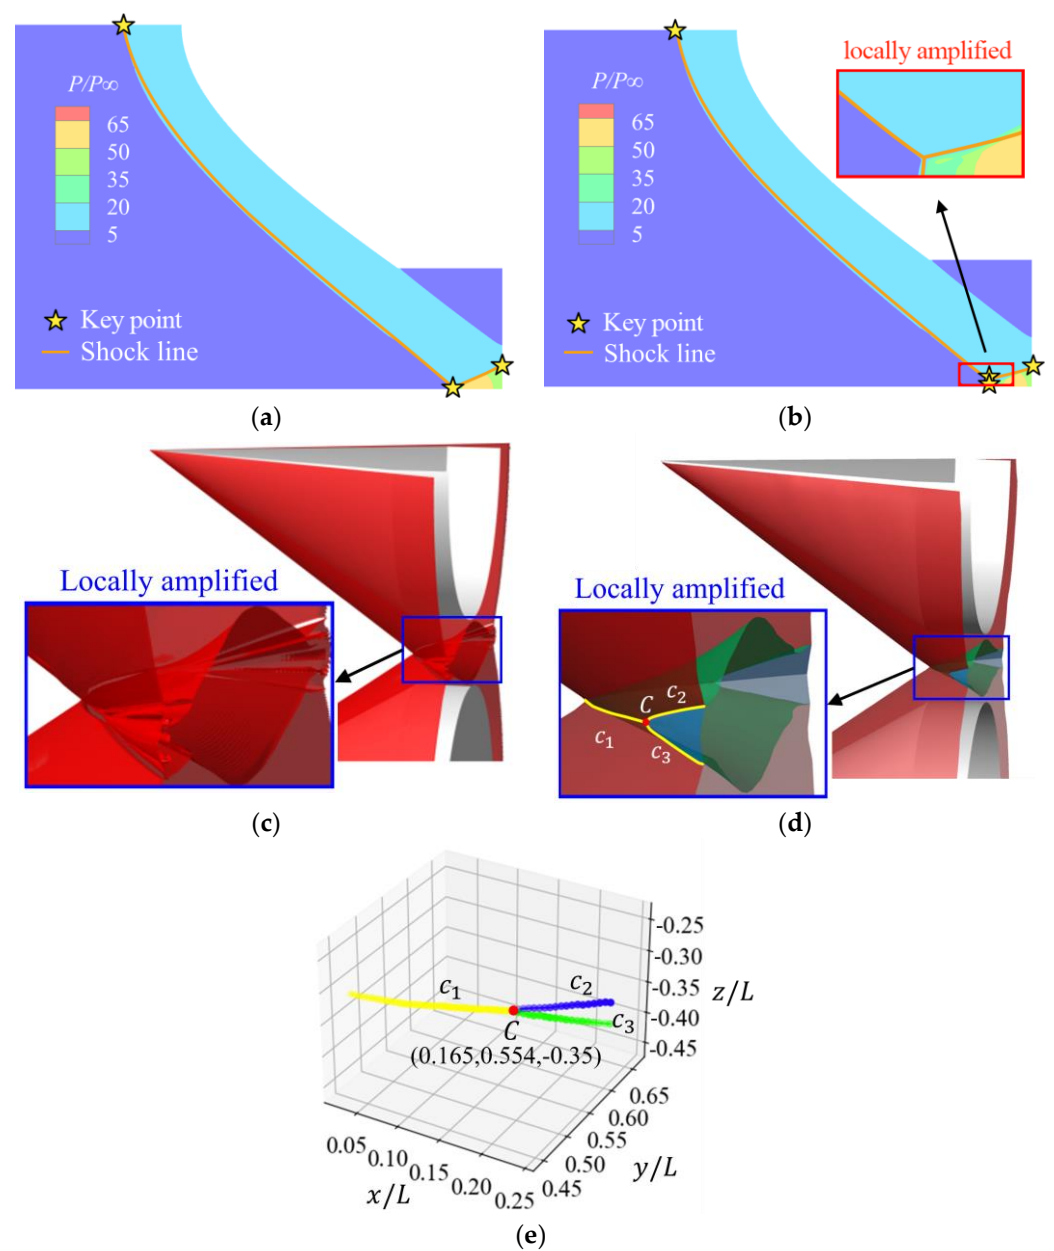 P/P∞
65
50
35
20
5
Key point
Shock line
(a)
locally amplified
P/P∞
65
50
35
20
5
Key point
Shock line
(b)
Locally amplified
(c)
Locally amplified
C
c₂
c₁
c₃
(d)
c₁
c₂
C
c₃
(0.165,0.554,-0.35)
-0.25
-0.30
-0.35
-0.40
-0.45
z/L
0.65
0.60
0.55
0.50
0.45
y/L
0.05
0.10
0.15
0.20
0.25
x/L
(e)